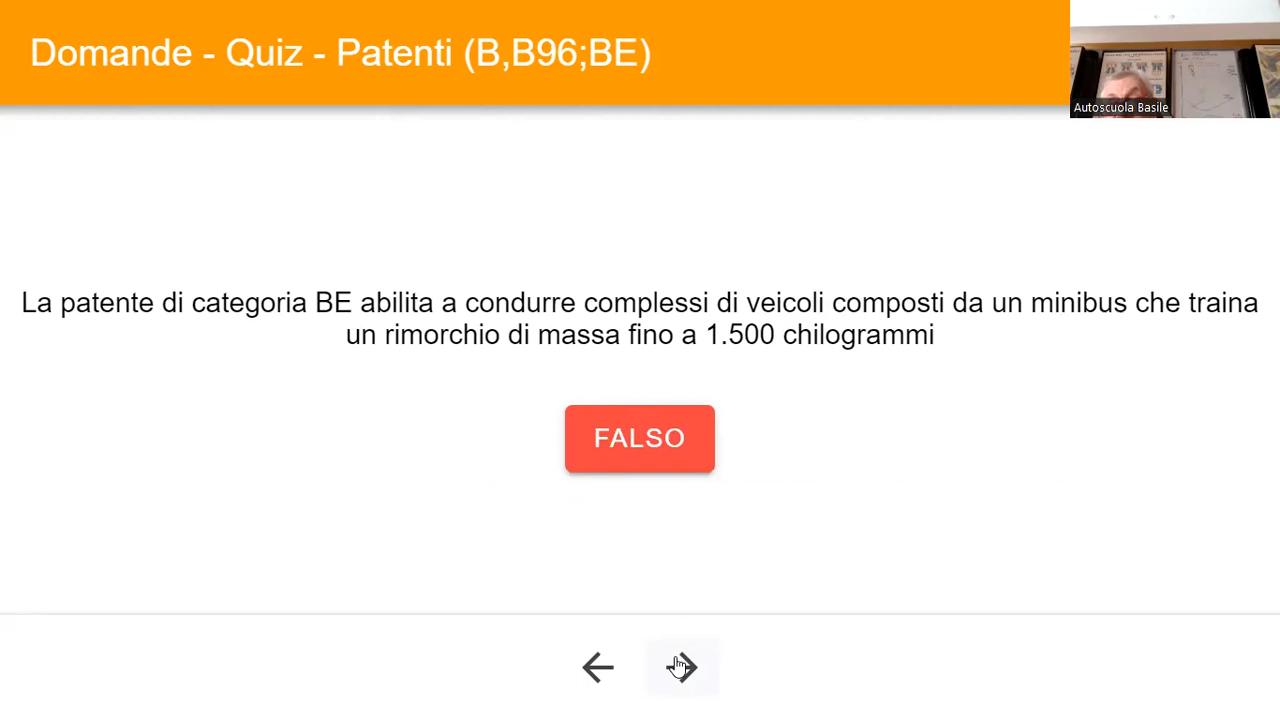 Domande - Quiz - Patenti (B,B96;BE)
Autoscuola Basile
La patente di categoria BE abilita a condurre complessi di veicoli composti da un minibus che traina
un rimorchio di massa fino a 1.500 chilogrammi
FALSO